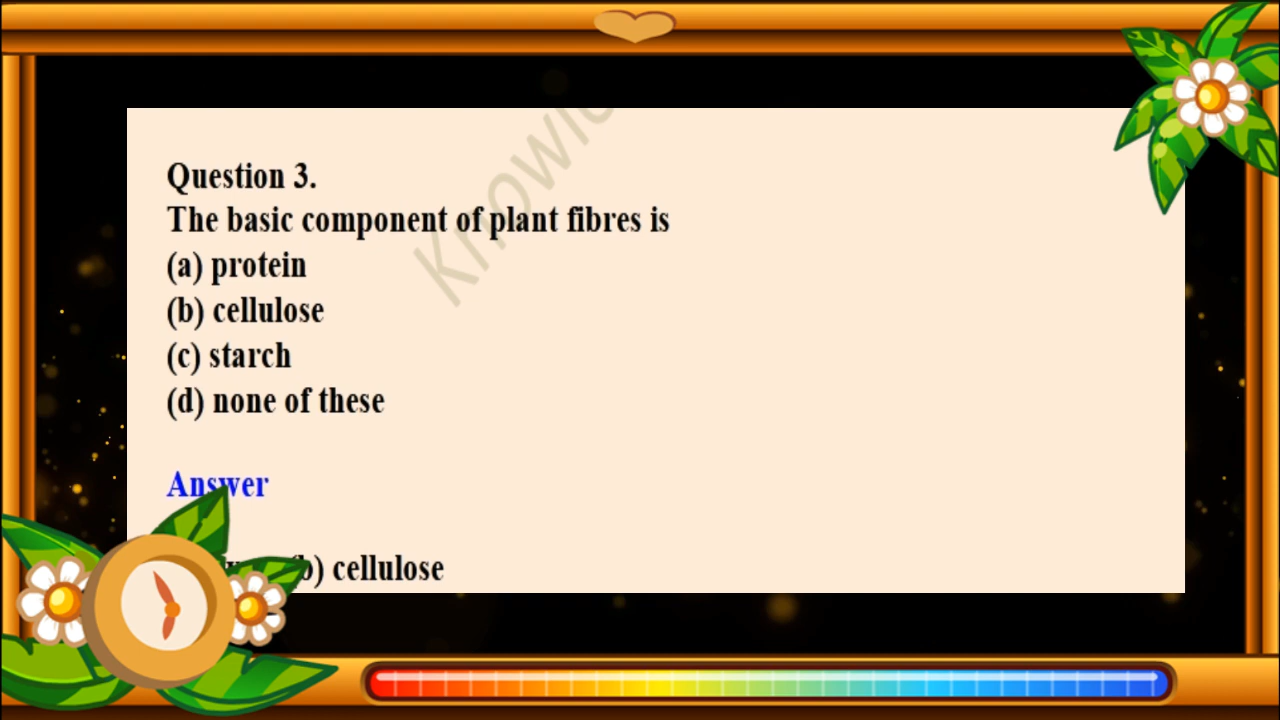 Question 3.
The basic component of plant fibres is
(a) protein
(b) cellulose
(c) starch
(d) none of these
Answer
(b) cellulose